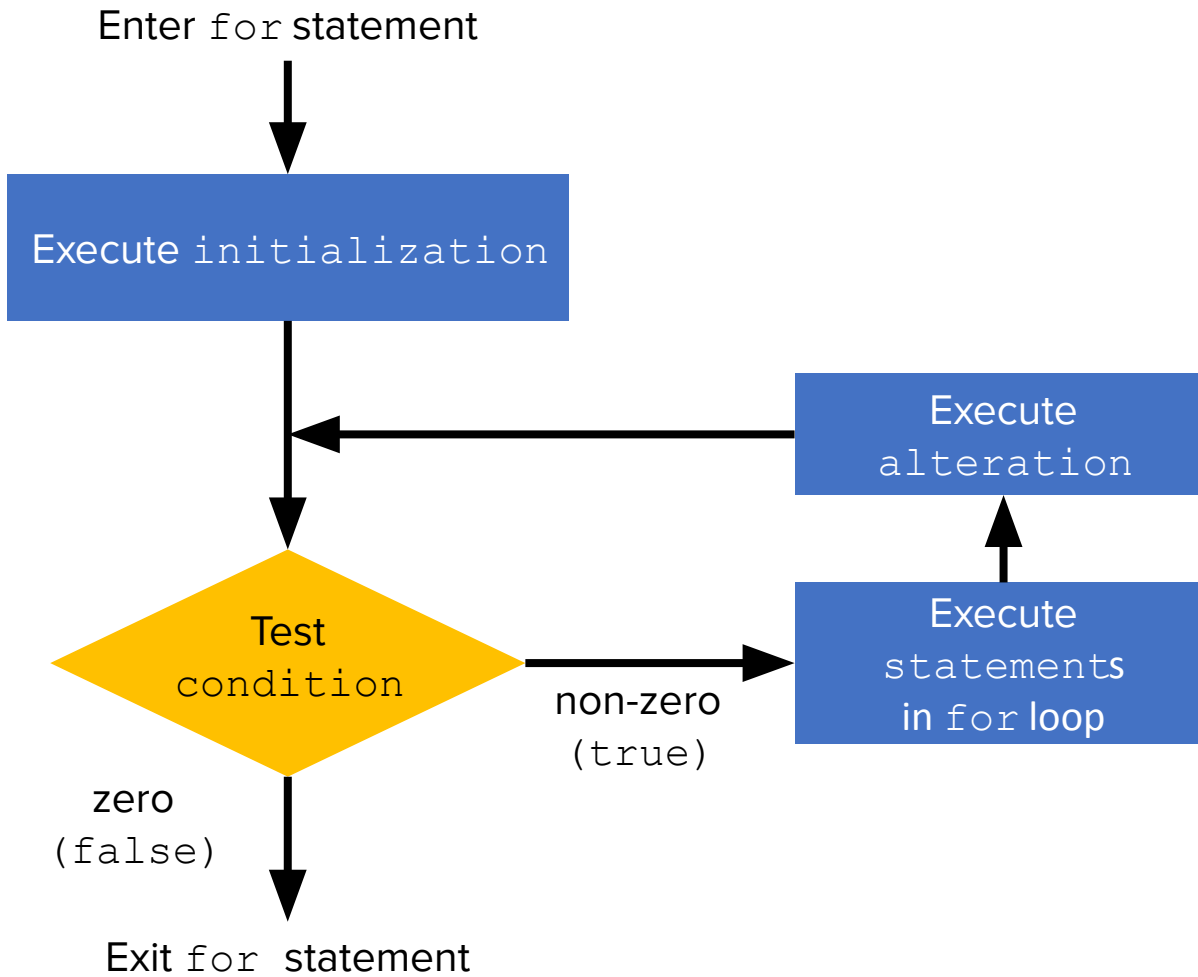 Enter for statement
Execute initialization
Execute
alteration
Test
condition
non-zero
(true)
Execute
statements
in for loop
zero
(false)
Exit for statement